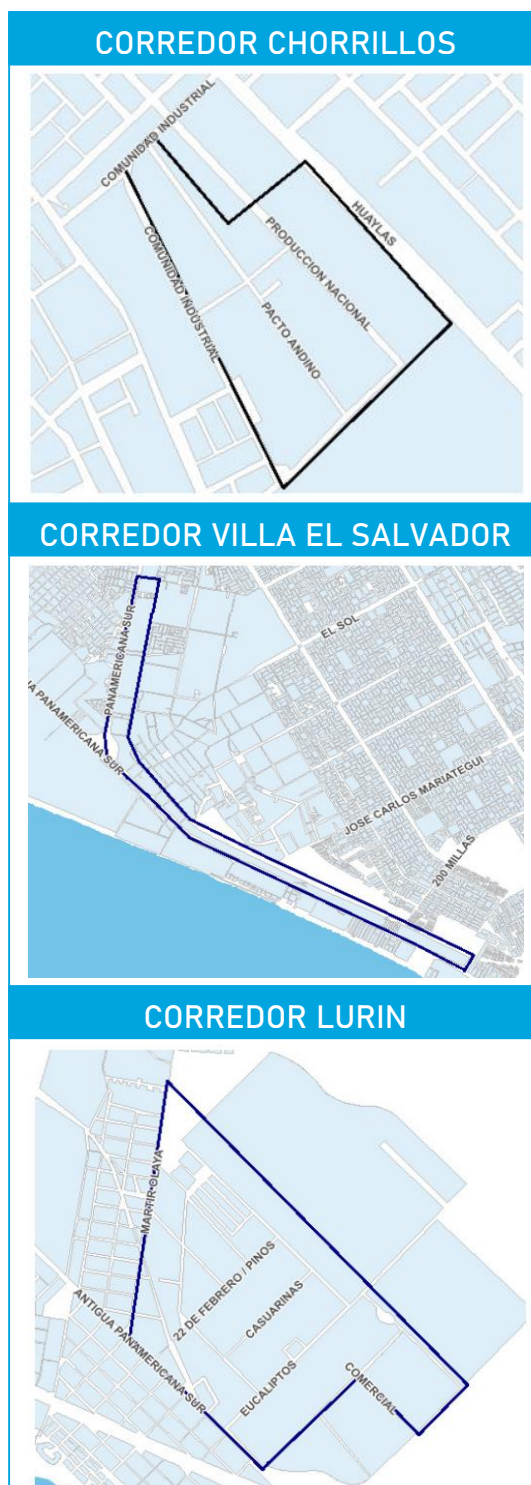 CORREDOR CHORRILLOS
COMUNIDAD INDUSTRIAL
HUAYLAS
PRODUCCION NACIONAL
COMUNIDAD INDUSTRIAL
PACTO ANDINO
CORREDOR VILLA EL SALVADOR
PANAMERICANA SUR
EL SOL
UA PANAMERICANA SUR
JOSE CARLOS MARIATEGUI
200 MILLAS
CORREDOR LURIN
MARTIR OLAYA
22 DE FEBRERO / PINOS
CASUARINAS
ANTIGUA PANAMERICANA SUR
EUCALIPTOS
COMERCIAL